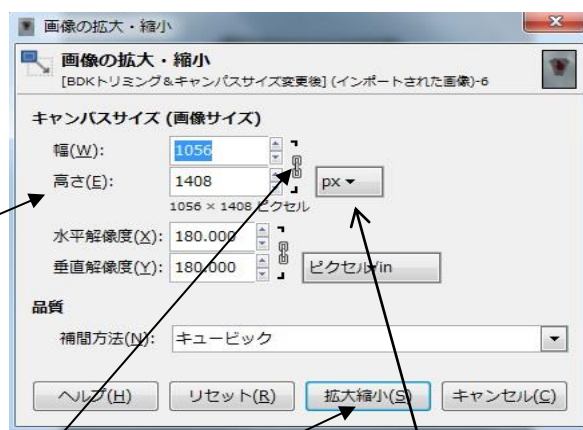 画像の拡大・縮小
画像の拡大・縮小
[BDKトリミング&キャンバスサイズ変更後] (インポートされた画像)-6
キャンバスサイズ (画像サイズ)
幅(W): 1056
高さ(E): 1408 px
1056 × 1408 ピクセル
水平解像度(X): 180.000
垂直解像度(Y): 180.000 ピクセル/in
品質
補間方法(N): キュービック
ヘルプ(H) リセット(R) 拡大縮小(S) キャンセル(C)